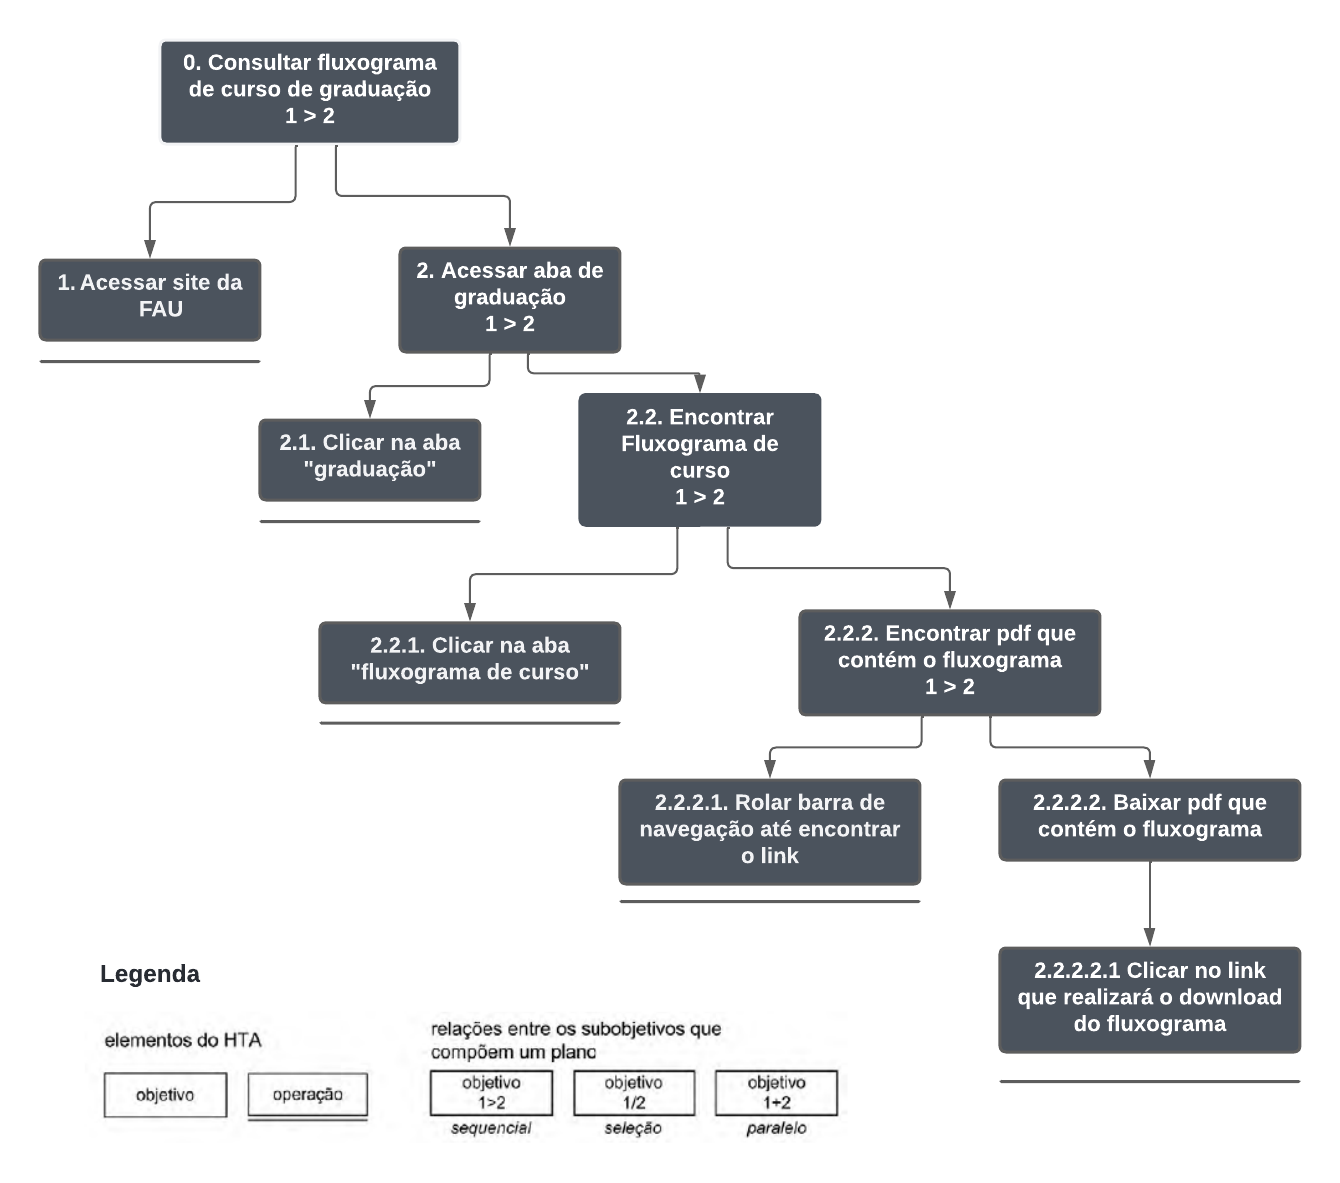 0. Consultar fluxograma
de curso de graduação
1 > 2
1. Acessar site da
FAU
2. Acessar aba de
graduação
1 > 2
2.1. Clicar na aba
"graduação"
2.2. Encontrar
Fluxograma de
curso
1 > 2
2.2.1. Clicar na aba
"fluxograma de curso"
2.2.2. Encontrar pdf que
contém o fluxograma
1 > 2
2.2.2.1. Rolar barra de
navegação até encontrar
o link
2.2.2.2. Baixar pdf que
contém o fluxograma
2.2.2.2.1 Clicar no link
que realizará o download
do fluxograma
Legenda
elementos do HTA
objetivo
operação
relações entre os subobjetivos que
compõem um plano
objetivo
1>2
sequencial
objetivo
1/2
seleção
objetivo
1+2
paralelo